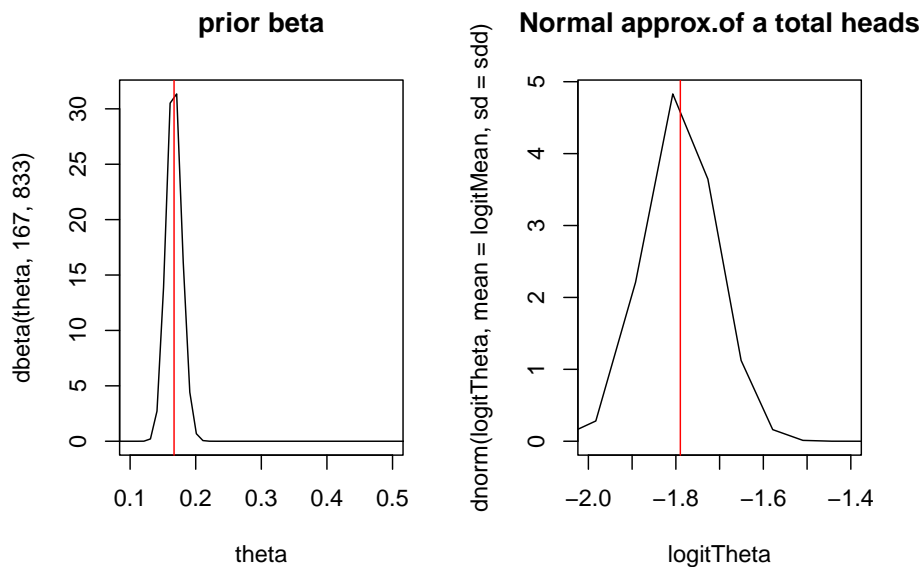 prior beta
dbeta(theta, 167, 833)
0 5 10 15 20 25 30
0.1 0.2 0.3 0.4 0.5
theta
Normal approx.of a total heads
dnorm(logitTheta, mean = logitMean, sd = sdd)
0 1 2 3 4 5
−2.0 −1.8 −1.6 −1.4
logitTheta